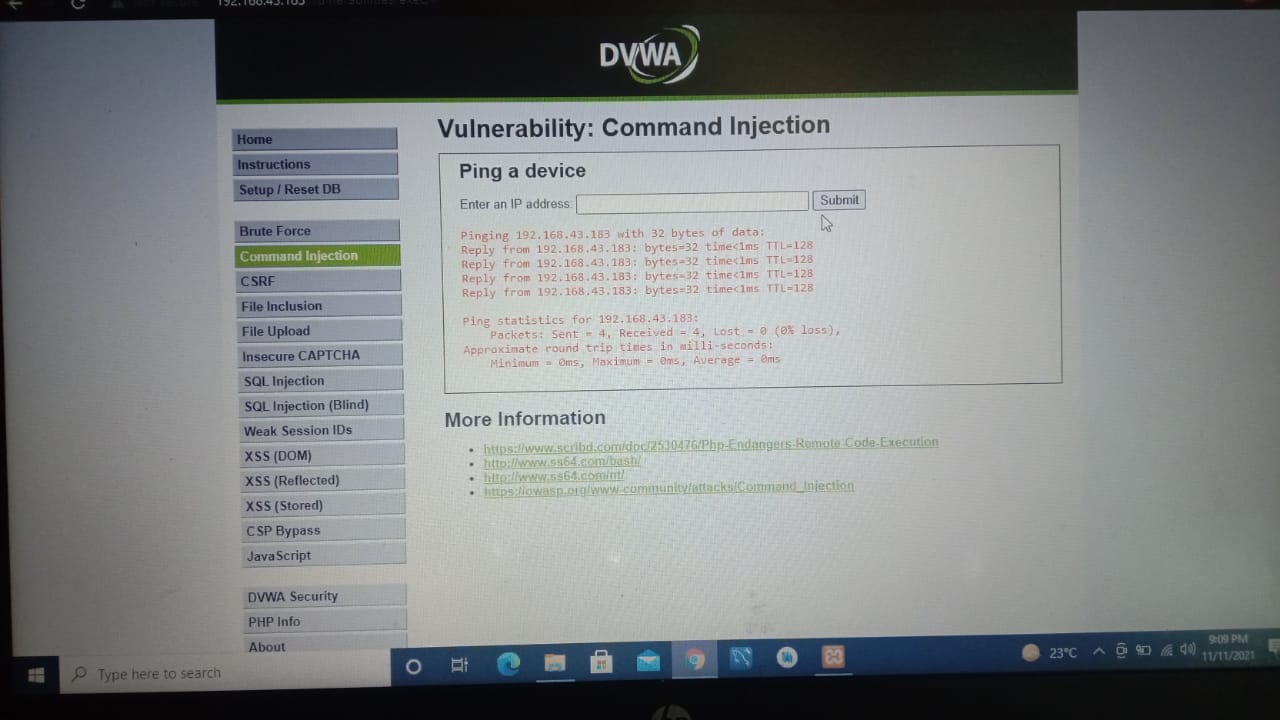 192.168.43.183
DVWA
Home
Instructions
Setup / Reset DB
Brute Force
Command Injection
CSRF
File Inclusion
File Upload
Insecure CAPTCHA
SQL Injection
SQL Injection (Blind)
Weak Session IDs
XSS (DOM)
XSS (Reflected)
XSS (Stored)
CSP Bypass
JavaScript
DVWA Security
PHP Info
About
Vulnerability: Command Injection
Ping a device
Enter an IP address:
Submit
Pinging 192.168.43.183 with 32 bytes of data:
Reply from 192.168.43.183: bytes=32 time<1ms TTL=128
Reply from 192.168.43.183: bytes=32 time<1ms TTL=128
Reply from 192.168.43.183: bytes=32 time<1ms TTL=128
Reply from 192.168.43.183: bytes=32 time<1ms TTL=128
Ping statistics for 192.168.43.183:
Packets: Sent = 4, Received = 4, Lost = 0 (0% loss),
Approximate round trip times in milli-seconds:
Minimum = 0ms, Maximum = 0ms, Average = 0ms
More Information
https://www.scribd.com/doc/2530476/Php-Endangers-Remote-Code-Execution
http://www.ss64.com/bash/
http://www.ss64.com/nt/
https://owasp.org/www-community/attacks/Command_Injection
Type here to search
23°C
9:09 PM
11/11/2021